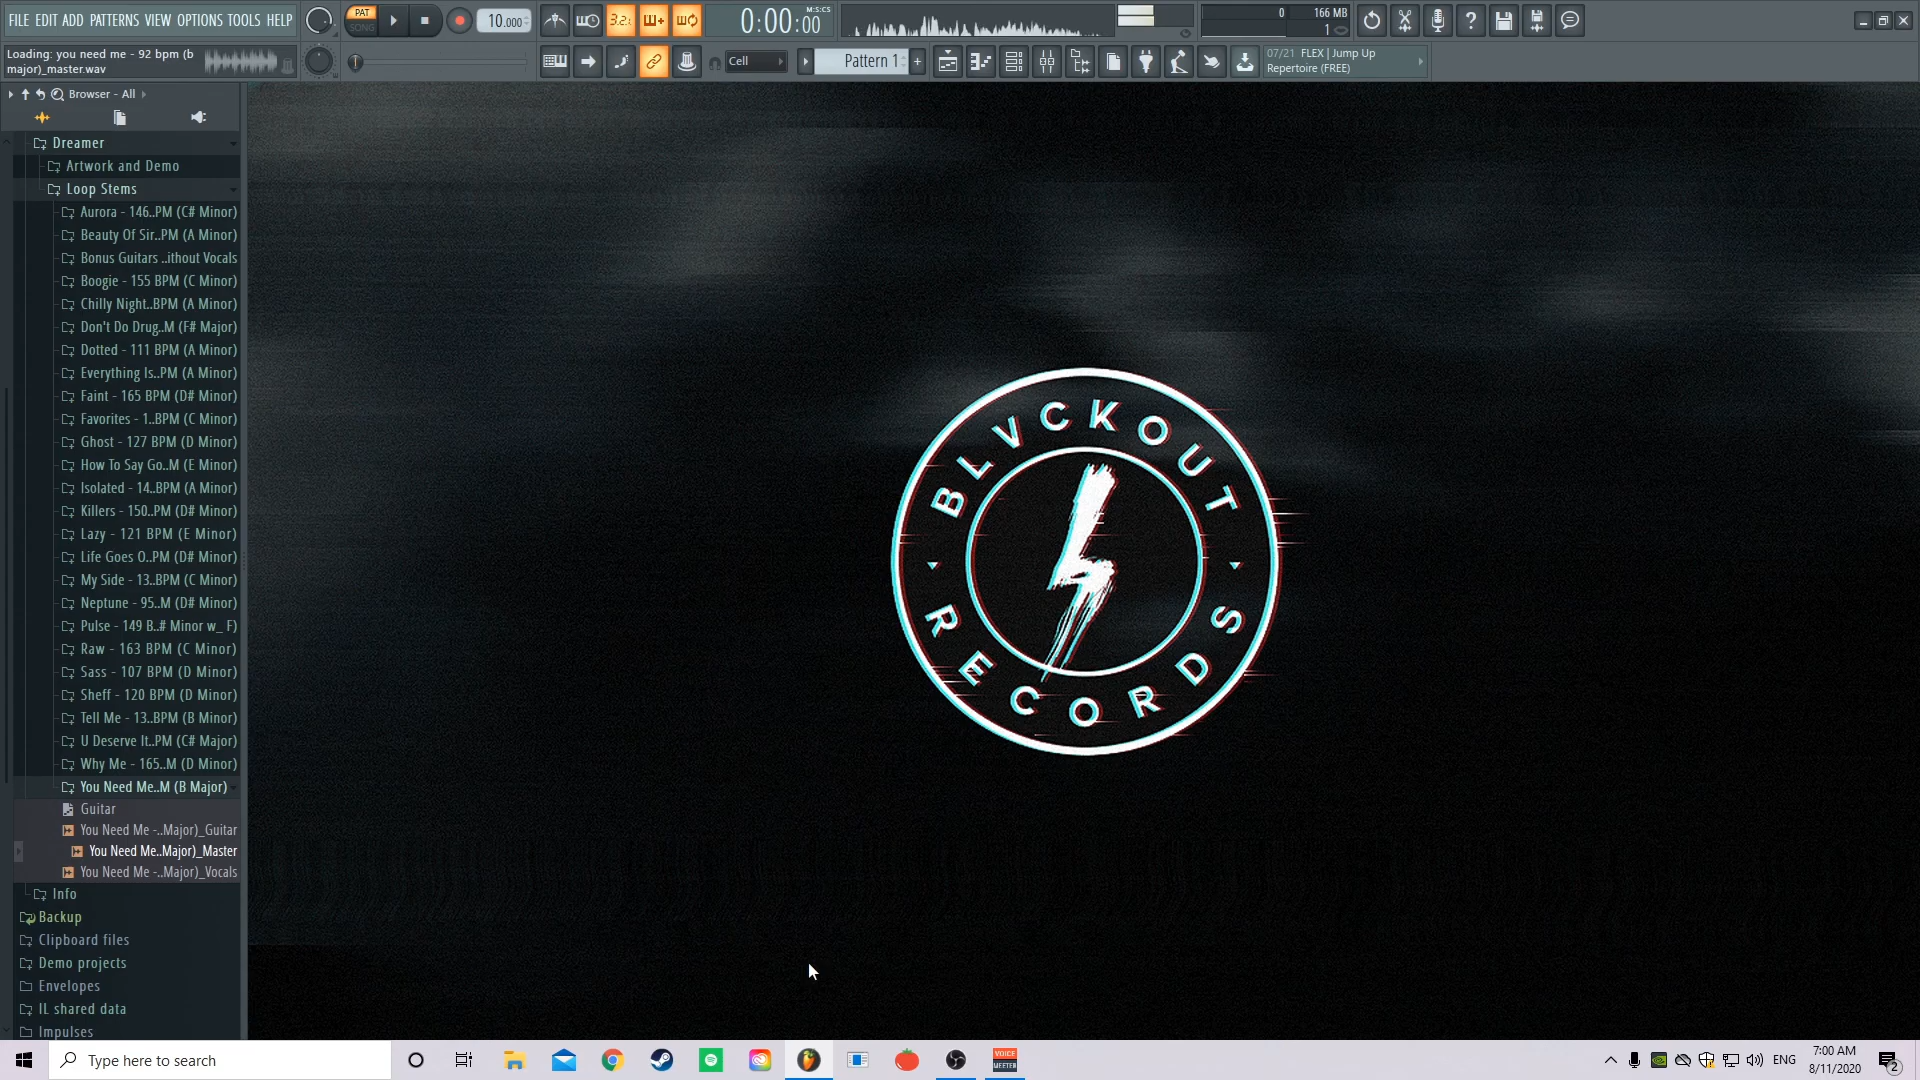 FILE EDIT ADD PATTERNS VIEW OPTIONS TOOLS HELP
PAT
SONG
10.000
3.2.
M:S:CS
0:00:00
0
166 MB
1
Loading: you need me - 92 bpm (b
major)_master.wav
Cell
Pattern 1
+
07/21 FLEX | Jump Up
Repertoire (FREE)
Browser - All
Dreamer
Artwork and Demo
Loop Stems
Aurora - 146..PM (C# Minor)
Beauty Of Sir..PM (A Minor)
Bonus Guitars ..ithout Vocals
Boogie - 155 BPM (C Minor)
Chilly Night..BPM (A Minor)
Don't Do Drug..M (F# Major)
Dotted - 111 BPM (A Minor)
Everything Is..PM (A Minor)
Faint - 165 BPM (D# Minor)
Favorites - 1..BPM (C Minor)
Ghost - 127 BPM (D Minor)
How To Say Go..M (E Minor)
Isolated - 14..BPM (A Minor)
Killers - 150..PM (D# Minor)
Lazy - 121 BPM (E Minor)
Life Goes O..PM (D# Minor)
My Side - 13..BPM (C Minor)
Neptune - 95..M (D# Minor)
Pulse - 149 B..# Minor w_ F)
Raw - 163 BPM (C Minor)
Sass - 107 BPM (D Minor)
Sheff - 120 BPM (D Minor)
Tell Me - 13..BPM (B Minor)
U Deserve It..PM (C# Major)
Why Me - 165..M (D Minor)
You Need Me..M (B Major)
Guitar
You Need Me -..Major)_Guitar
You Need Me..Major)_Master
You Need Me -..Major)_Vocals
Info
Backup
Clipboard files
Demo projects
Envelopes
IL shared data
Impulses
BLVCKOUT
RECORDS
Type here to search
VOICE
MEETER
ENG
7:00 AM
8/11/2020
2